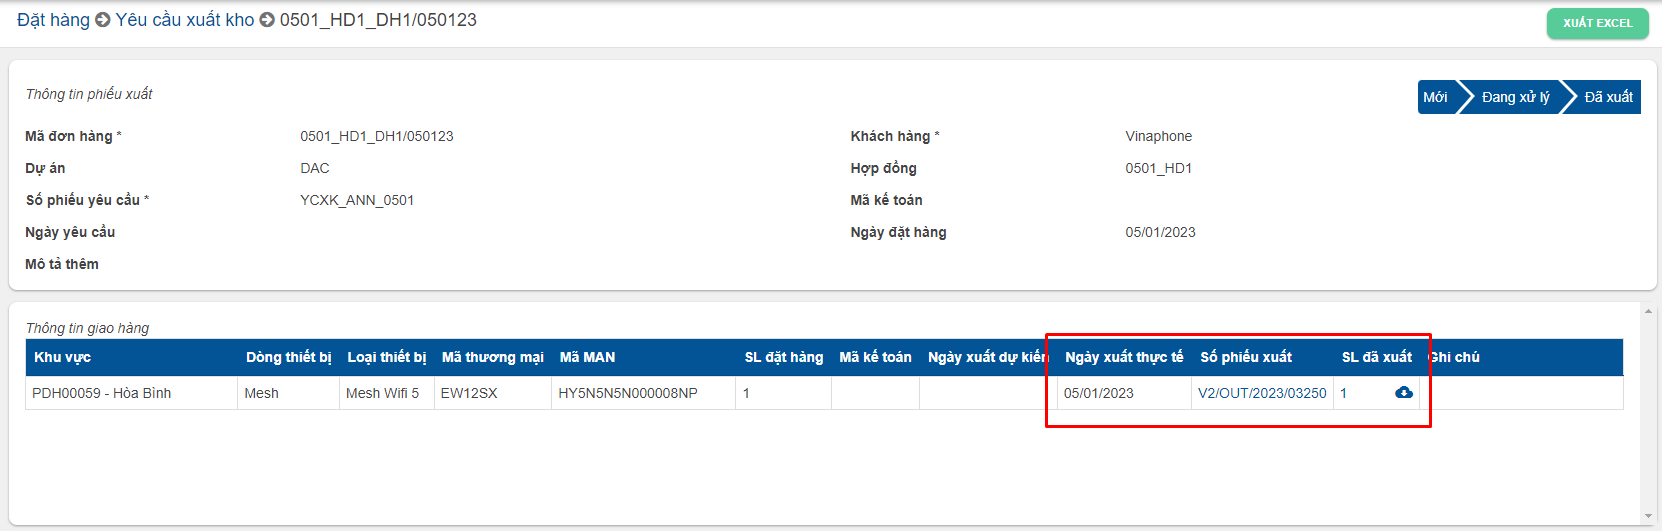 Đặt hàng Yêu cầu xuất kho 0501_HD1_DH1/050123
XUẤT EXCEL
Thông tin phiếu xuất
Mới Đang xử lý Đã xuất
Mã đơn hàng * 0501_HD1_DH1/050123 Khách hàng * Vinaphone
Dự án DAC Hợp đồng 0501_HD1
Số phiếu yêu cầu * YCXK_ANN_0501 Mã kế toán
Ngày yêu cầu Ngày đặt hàng 05/01/2023
Mô tả thêm
Thông tin giao hàng
Khu vực Dòng thiết bị Loại thiết bị Mã thương mại Mã MAN SL đặt hàng Mã kế toán Ngày xuất dự kiến Ngày xuất thực tế Số phiếu xuất SL đã xuất Ghi chú
PDH00059 - Hòa Bình Mesh Mesh Wifi 5 EW12SX HY5N5N5N000008NP 1 05/01/2023 V2/OUT/2023/03250 1